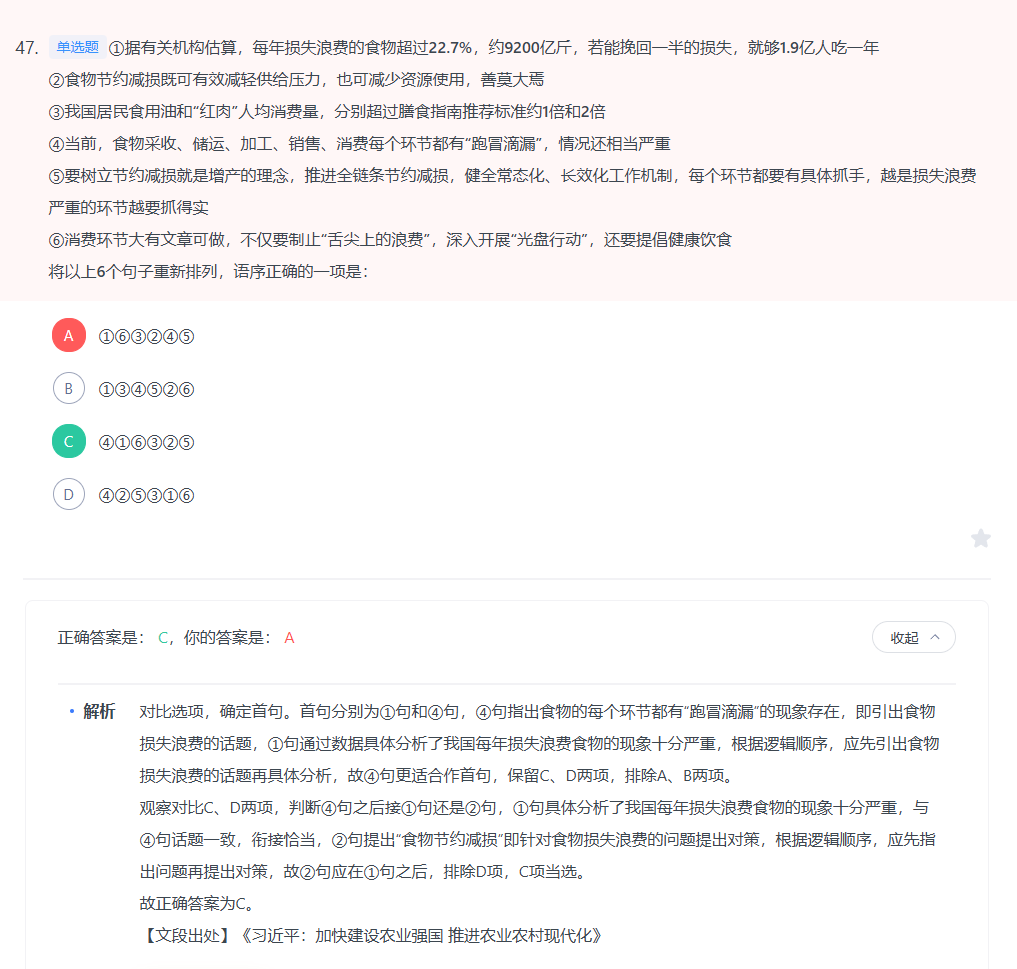 47. 单选题 ①据有关机构估算，每年损失浪费的食物超过22.7%，约9200亿斤，若能挽回一半的损失，就够1.9亿人吃一年
②食物节约减损既可有效减轻供给压力，也可减少资源使用，善莫大焉
③我国居民食用油和“红肉”人均消费量，分别超过膳食指南推荐标准约1倍和2倍
④当前，食物采收、储运、加工、销售、消费每个环节都有“跑冒滴漏”，情况还相当严重
⑤要树立节约减损就是增产的理念，推进全链条节约减损，健全常态化、长效化工作机制，每个环节都要有具体抓手，越是损失浪费
严重的环节越要抓得实
⑥消费环节大有文章可做，不仅要制止“舌尖上的浪费”，深入开展“光盘行动”，还要提倡健康饮食
将以上6个句子重新排列，语序正确的一项是：
A ①⑥③②④⑤
B ①③④⑤②⑥
C ④①⑥③②⑤
D ④②⑤③①⑥
正确答案是： C，你的答案是： A 收起
解析 对比选项，确定首句。首句分别为①句和④句，④句指出食物的每个环节都有“跑冒滴漏”的现象存在，即引出食物
损失浪费的话题，①句通过数据具体分析了我国每年损失浪费食物的现象十分严重，根据逻辑顺序，应先引出食物
损失浪费的话题再具体分析，故④句更适合作首句，保留C、D两项，排除A、B两项。
观察对比C、D两项，判断④句之后接①句还是②句，①句具体分析了我国每年损失浪费食物的现象十分严重，与
④句话题一致，衔接恰当，②句提出“食物节约减损”即针对食物损失浪费的问题提出对策，根据逻辑顺序，应先指
出问题再提出对策，故②句应在①句之后，排除D项，C项当选。
故正确答案为C。
【文段出处】《习近平：加快建设农业强国 推进农业农村现代化》